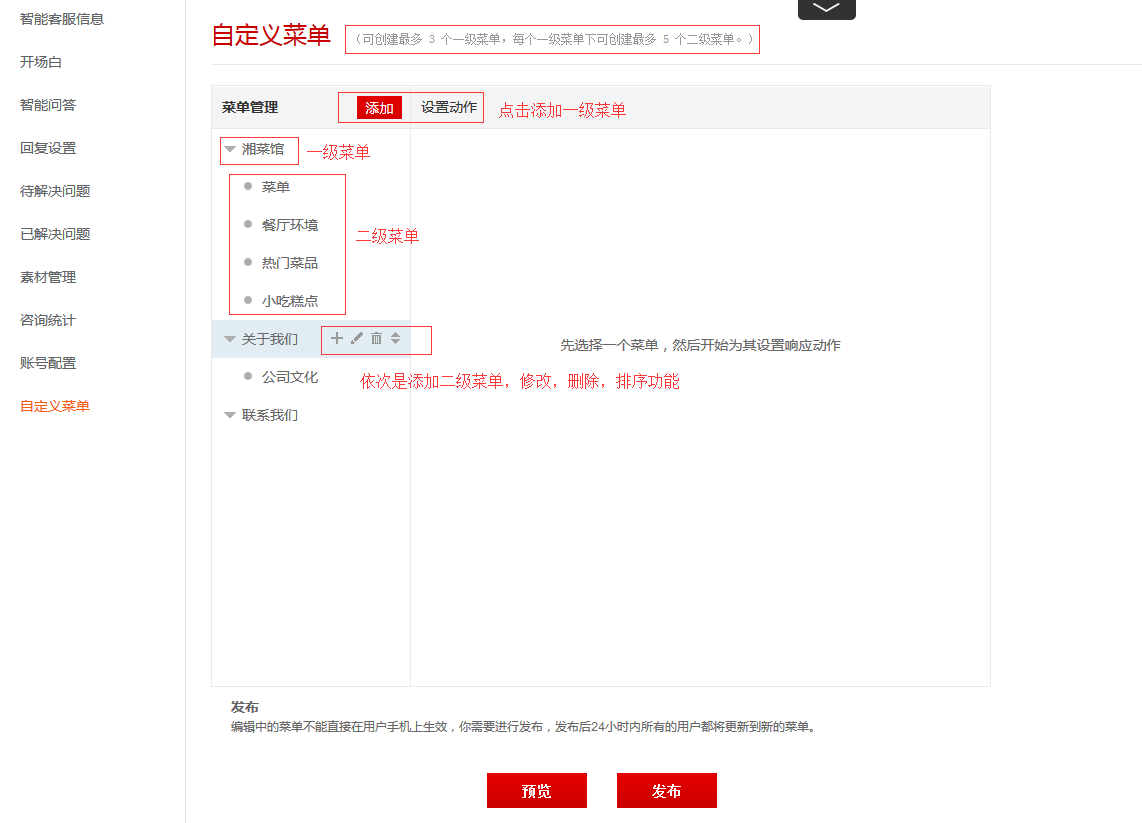 智能客服信息
开场白
智能问答
回复设置
待解决问题
已解决问题
素材管理
咨询统计
账号配置
自定义菜单
自定义菜单
（可创建最多 3 个一级菜单，每个一级菜单下可创建最多 5 个二级菜单。）
菜单管理 添加 设置动作 点击添加一级菜单
湘菜馆 一级菜单
菜单
餐厅环境
二级菜单
热门菜品
小吃糕点
关于我们
先选择一个菜单，然后开始为其设置响应动作
公司文化 依次是添加二级菜单，修改，删除，排序功能
联系我们
发布
编辑中的菜单不能直接在用户手机上生效，你需要进行发布，发布后24小时内所有的用户都将更新到新的菜单。
预览 发布